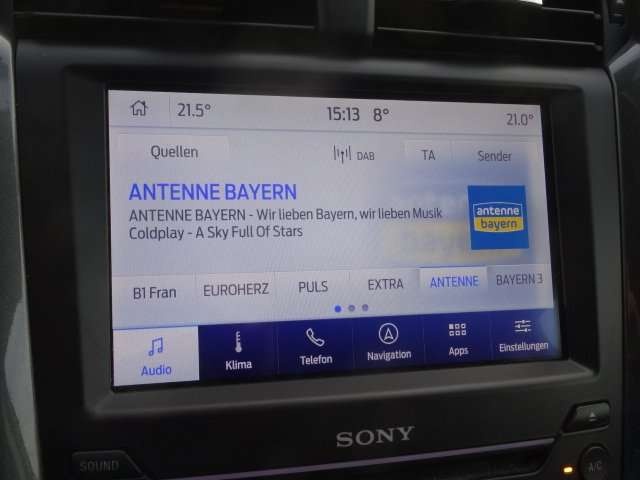 21.5°
15:13 8°
21.0°
Quellen
DAB
TA
Sender
ANTENNE BAYERN
ANTENNE BAYERN - Wir lieben Bayern, wir lieben Musik
Coldplay - A Sky Full Of Stars
antenne
bayern
B1 Fran
EUROHERZ
PULS
EXTRA
ANTENNE
BAYERN 3
Audio
Klima
Telefon
Navigation
Apps
Einstellungen
SONY
SOUND
A/C